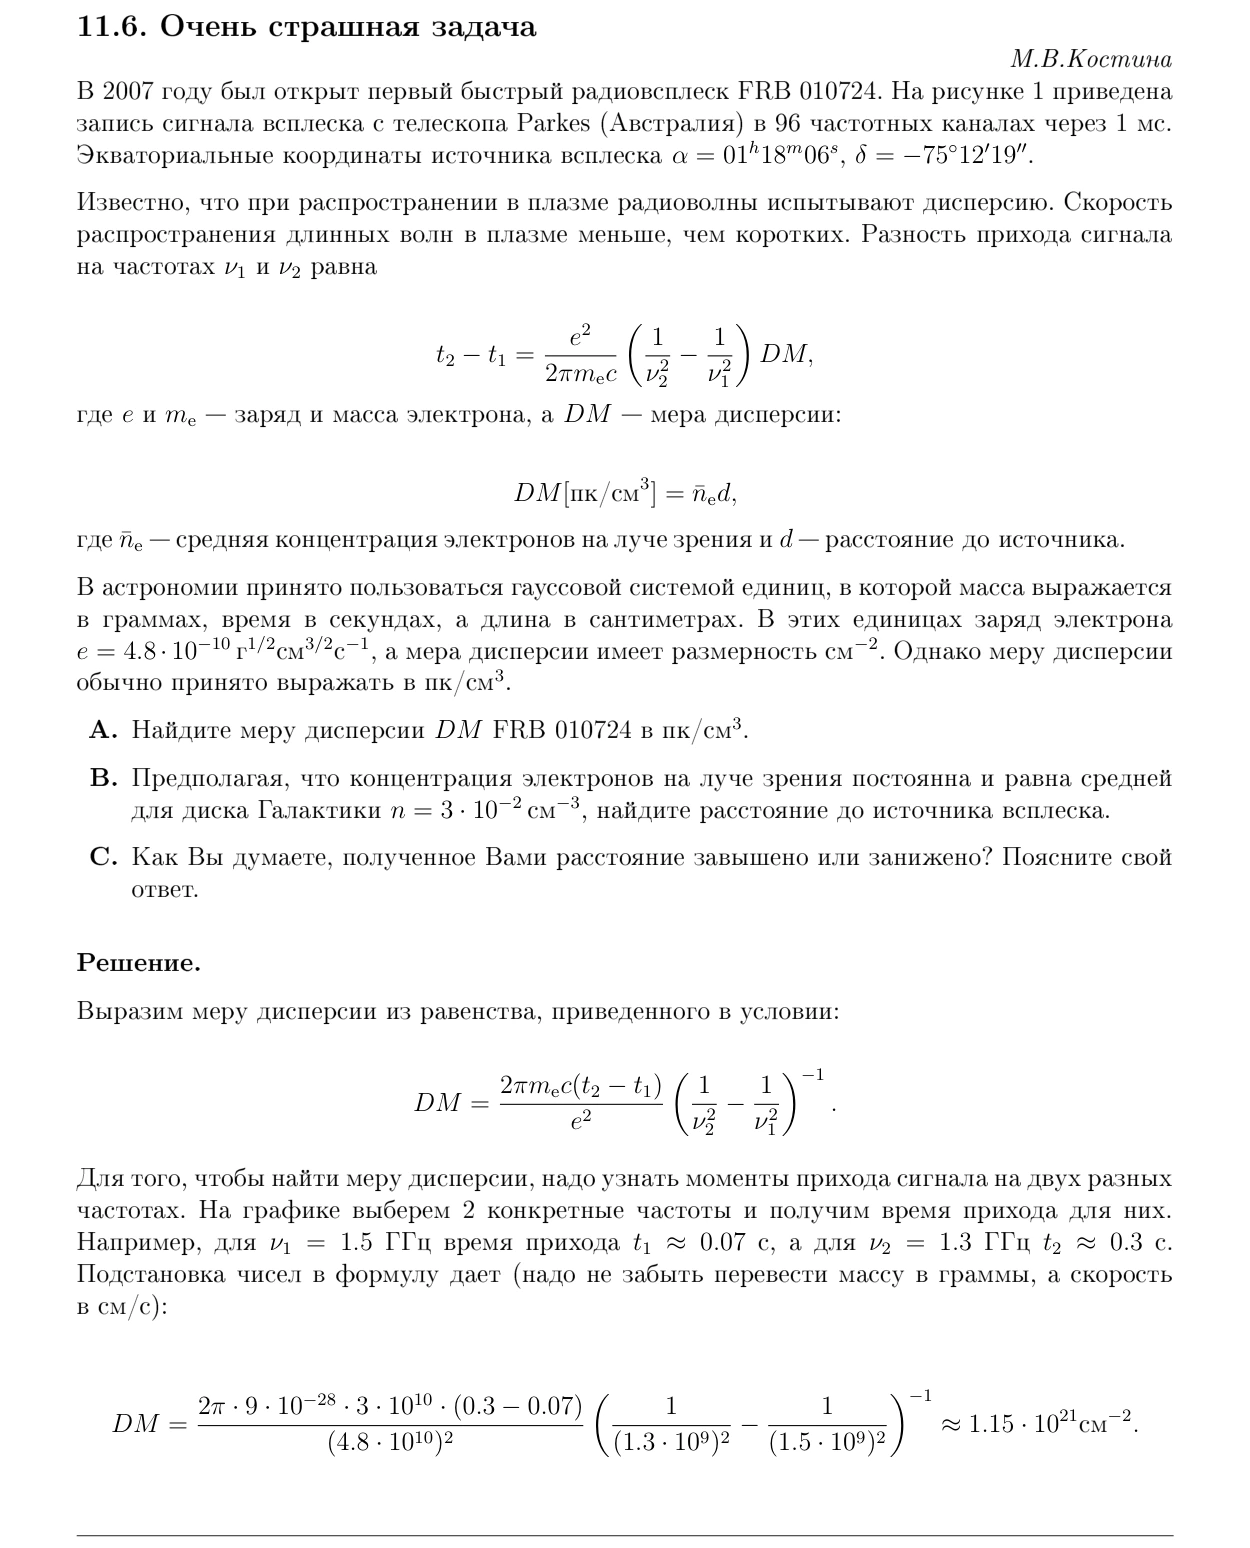 11.6. Очень страшная задача
М.В.Костина
В 2007 году был открыт первый быстрый радиовсплеск FRB 010724. На рисунке 1 приведена
запись сигнала всплеска с телескопа Parkes (Австралия) в 96 частотных каналах через 1 мс.
Экваториальные координаты источника всплеска α = 01ʰ18ᵐ06ˢ, δ = −75°12′19″.
Известно, что при распространении в плазме радиоволны испытывают дисперсию. Скорость
распространения длинных волн в плазме меньше, чем коротких. Разность прихода сигнала
на частотах ν₁ и ν₂ равна
t₂ − t₁ = e²/(2πmₑc) (1/ν₂² − 1/ν₁²) DM,
где e и mₑ — заряд и масса электрона, а DM — мера дисперсии:
DM[пк/см³] = n̄ₑd,
где n̄ₑ — средняя концентрация электронов на луче зрения и d — расстояние до источника.
В астрономии принято пользоваться гауссовой системой единиц, в которой масса выражается
в граммах, время в секундах, а длина в сантиметрах. В этих единицах заряд электрона
e = 4.8 · 10⁻¹⁰ г^{1/2}см^{3/2}с⁻¹, а мера дисперсии имеет размерность см⁻². Однако меру дисперсии
обычно принято выражать в пк/см³.
A. Найдите меру дисперсии DM FRB 010724 в пк/см³.
B. Предполагая, что концентрация электронов на луче зрения постоянна и равна средней
для диска Галактики n = 3 · 10⁻² см⁻³, найдите расстояние до источника всплеска.
C. Как Вы думаете, полученное Вами расстояние завышено или занижено? Поясните свой
ответ.
Решение.
Выразим меру дисперсии из равенства, приведенного в условии:
DM = 2πmₑc(t₂ − t₁)/e² (1/ν₂² − 1/ν₁²)⁻¹.
Для того, чтобы найти меру дисперсии, надо узнать моменты прихода сигнала на двух разных
частотах. На графике выберем 2 конкретные частоты и получим время прихода для них.
Например, для ν₁ = 1.5 ГГц время прихода t₁ ≈ 0.07 с, а для ν₂ = 1.3 ГГц t₂ ≈ 0.3 с.
Подстановка чисел в формулу дает (надо не забыть перевести массу в граммы, а скорость
в см/с):
DM = 2π · 9 · 10⁻²⁸ · 3 · 10¹⁰ · (0.3 − 0.07)/(4.8 · 10¹⁰)² (1/(1.3 · 10⁹)² − 1/(1.5 · 10⁹)²)⁻¹ ≈ 1.15 · 10²¹см⁻².